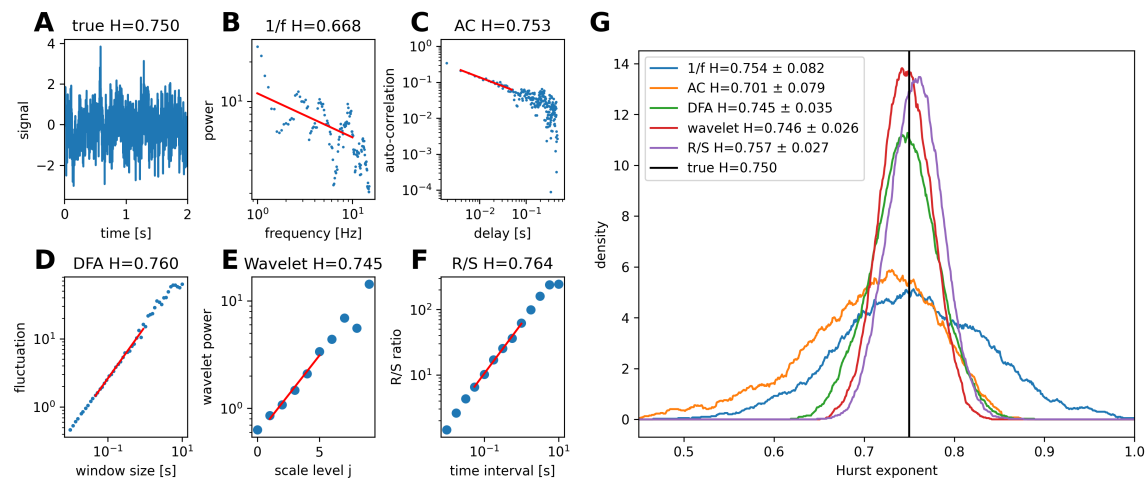 A true H=0.750
4
2
0
−2
signal
0 1 2
time [s]
B 1/f H=0.668
10¹
power
10⁰ 10¹
frequency [Hz]
C AC H=0.753
10⁰
10⁻¹
10⁻²
10⁻³
10⁻⁴
auto-correlation
10⁻² 10⁻¹
delay [s]
D DFA H=0.760
10¹
10⁰
fluctuation
10⁻¹ 10¹
window size [s]
E Wavelet H=0.745
10¹
10⁰
wavelet power
0 5
scale level j
F R/S H=0.764
10²
10¹
R/S ratio
10⁻¹ 10¹
time interval [s]
G
14
12
10
8
6
4
2
0
density
1/f H=0.754 ± 0.082
AC H=0.701 ± 0.079
DFA H=0.745 ± 0.035
wavelet H=0.746 ± 0.026
R/S H=0.757 ± 0.027
true H=0.750
0.5 0.6 0.7 0.8 0.9 1.0
Hurst exponent